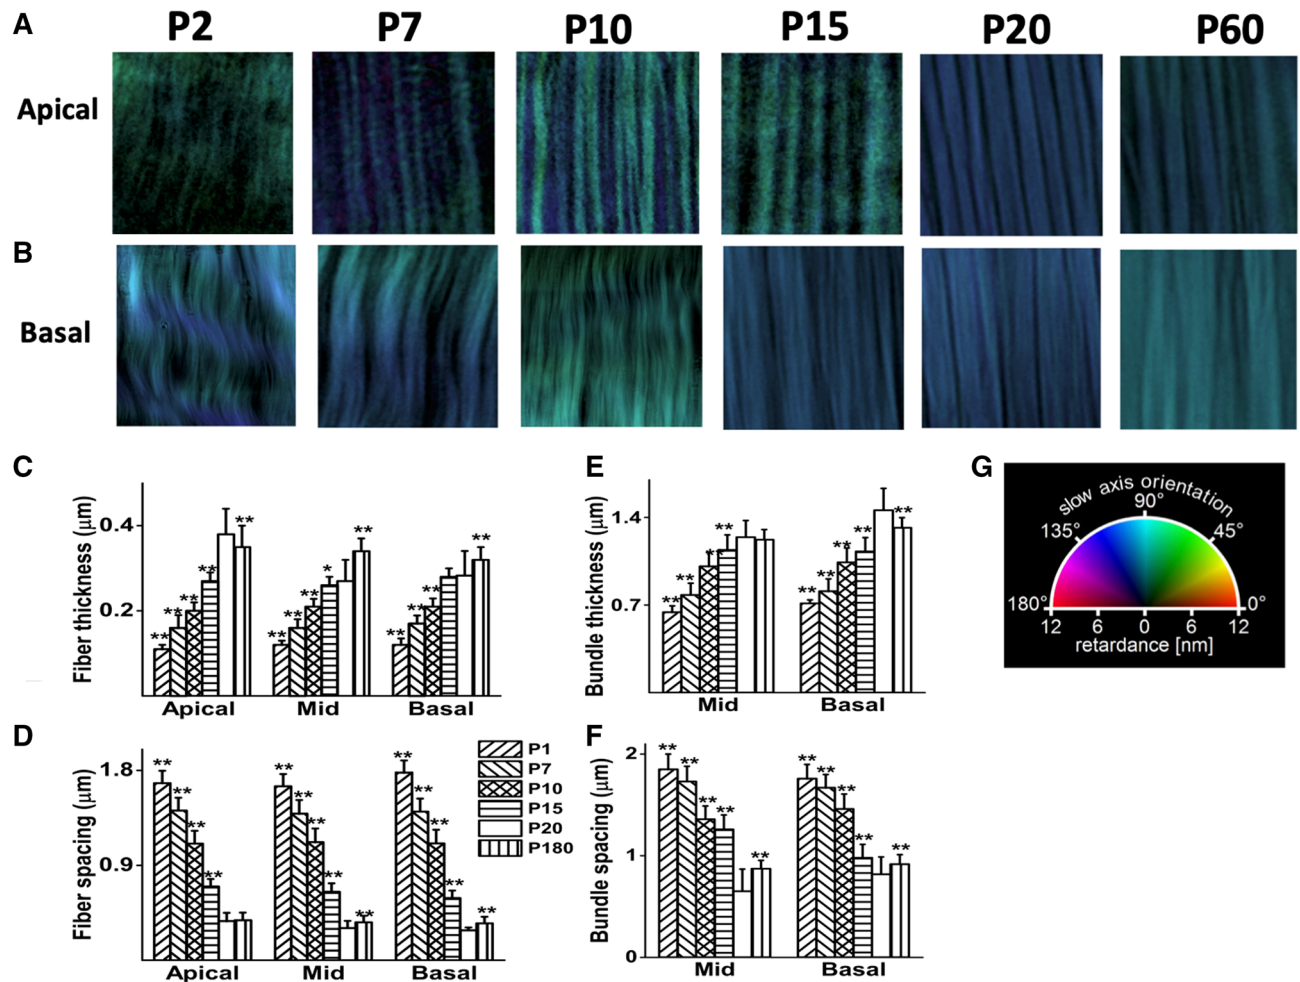 A P2 P7 P10 P15 P20 P60
Apical
B
Basal
C
Fiber thickness (µm)
0.4
0.2
** ** ** ** **
** ** ** * **
** ** ** **
Apical Mid Basal
E
Bundle thickness (µm)
1.4
0.7
** ** ** **
** ** ** ** **
Mid Basal
G
slow axis orientation
90°
135° 45°
180° 0°
12 6 0 6 12
retardance [nm]
D
Fiber spacing (µm)
1.8
0.9
** ** ** **
** ** ** ** **
** ** ** ** **
Apical Mid Basal
P1
P7
P10
P15
P20
P180
F
Bundle spacing (µm)
2
1
0
** ** ** ** **
** ** ** ** **
Mid Basal